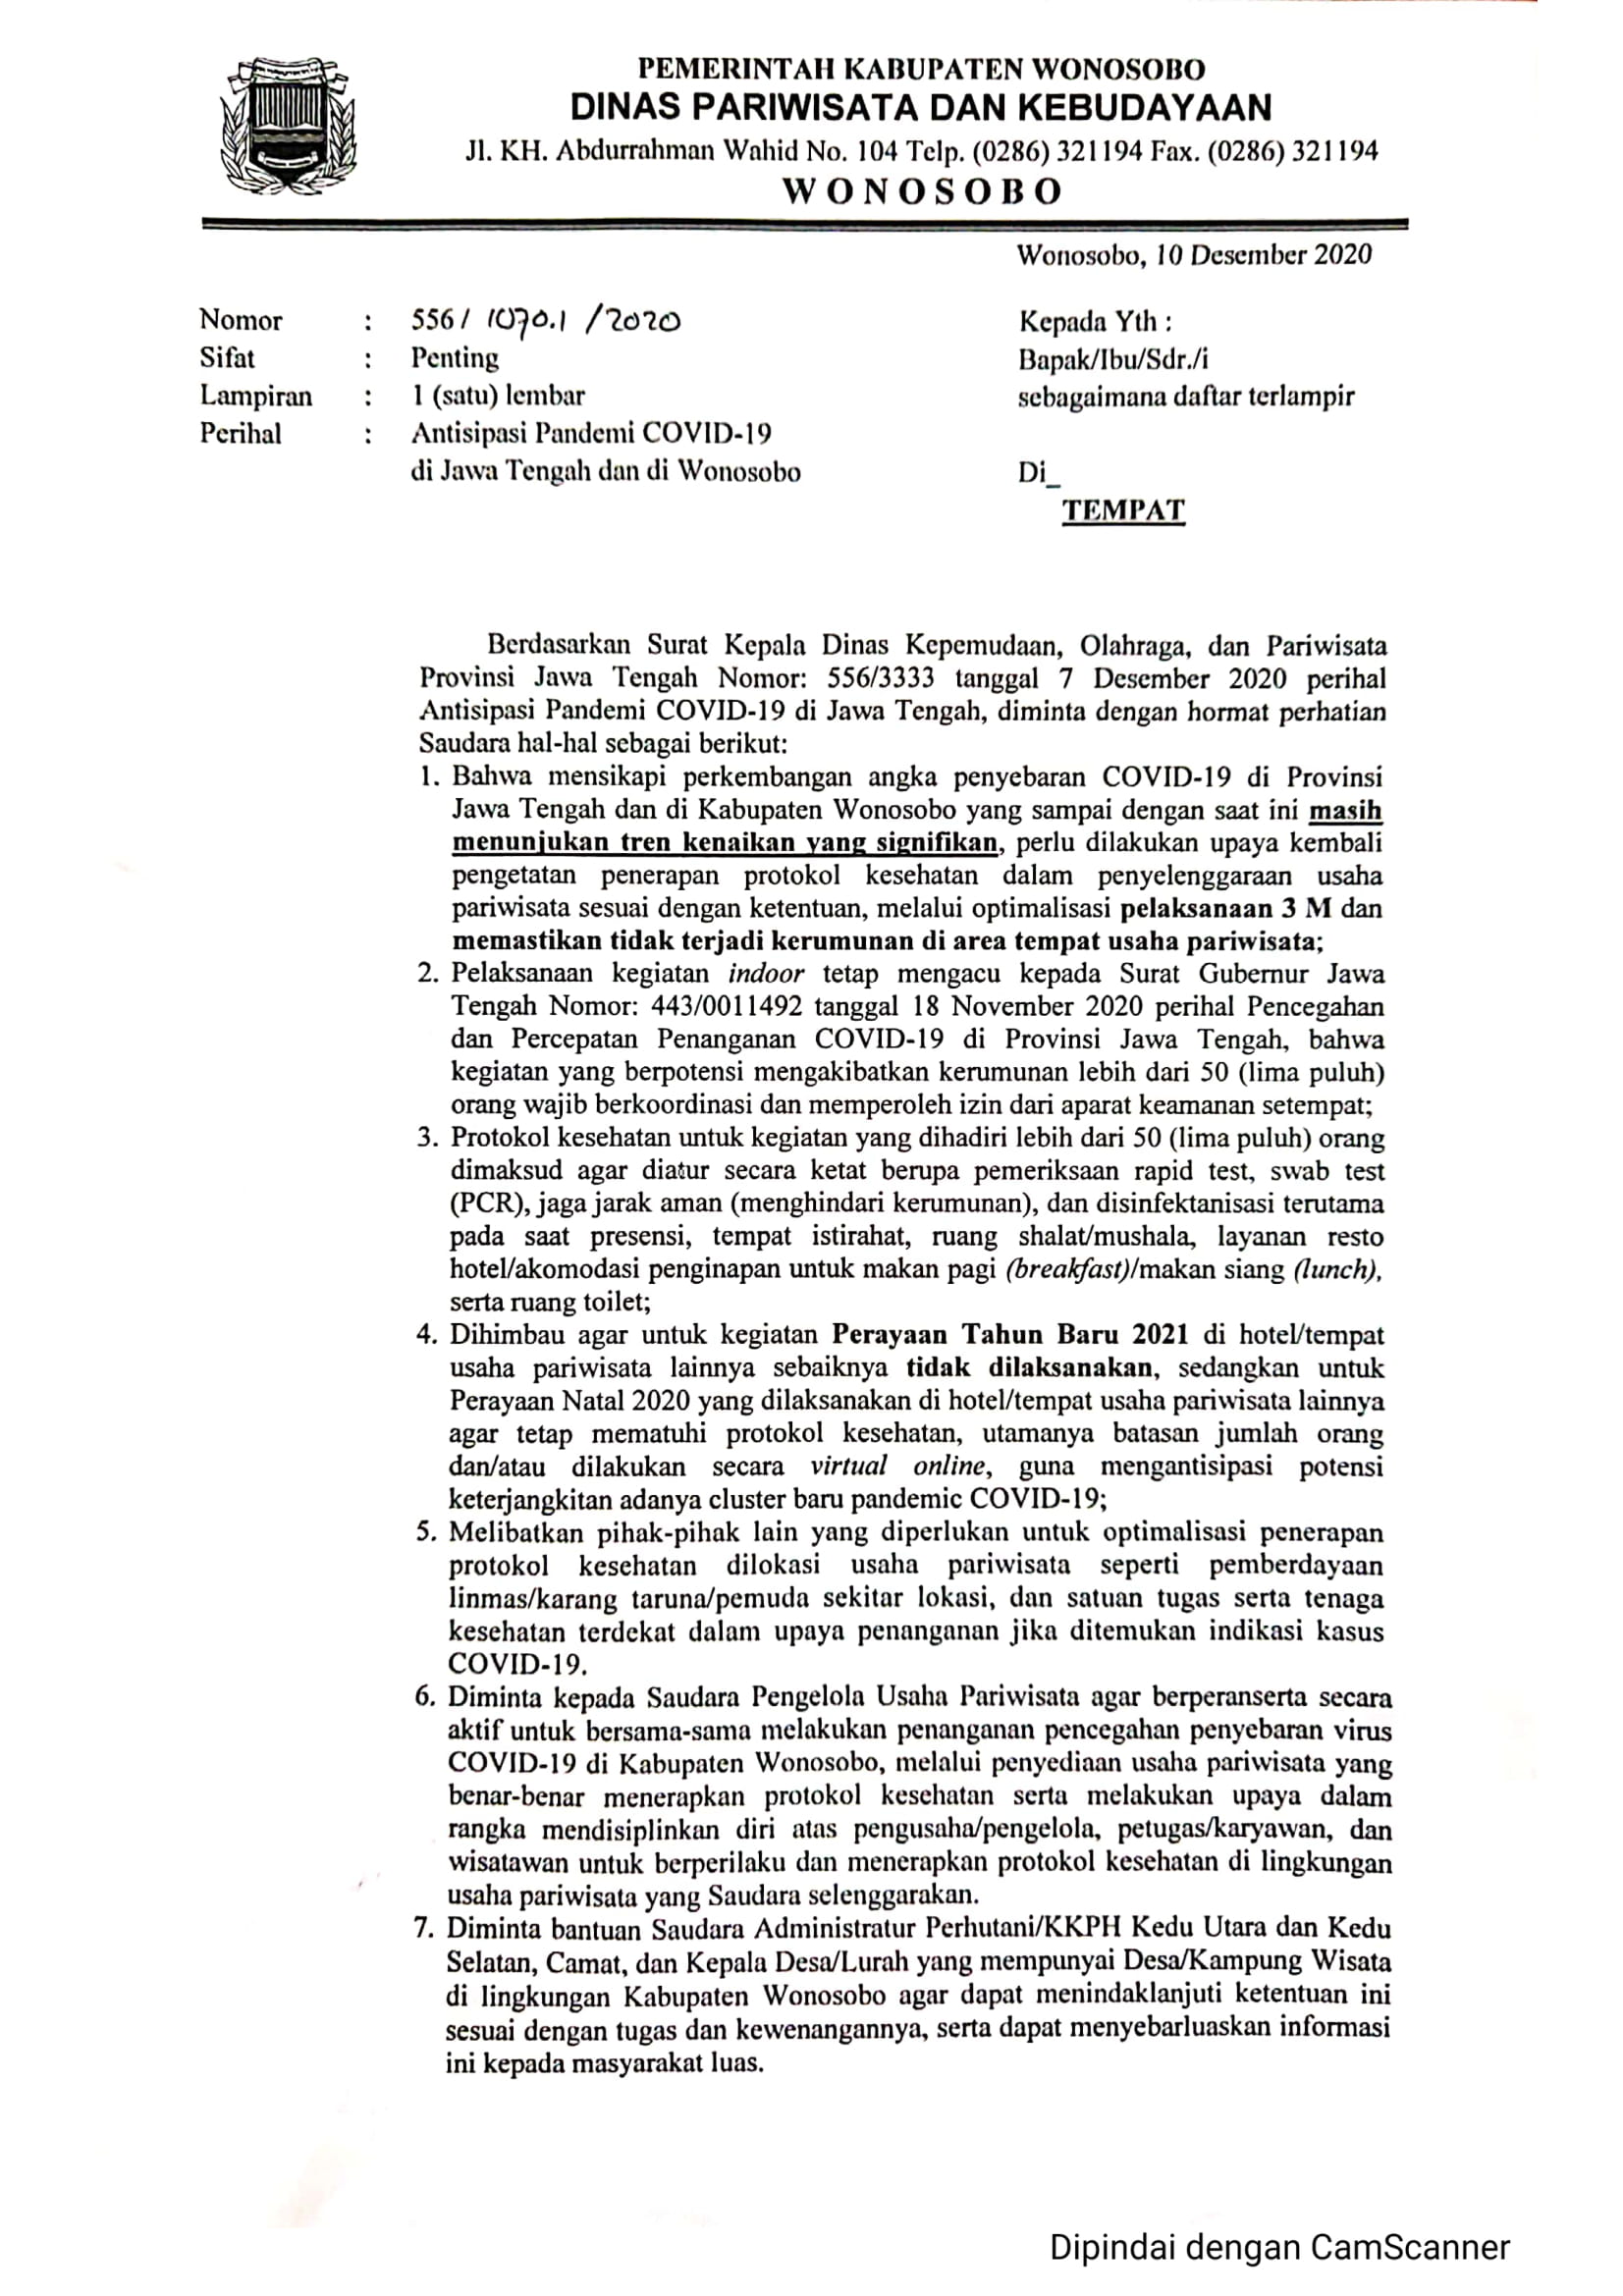 PEMERINTAH KABUPATEN WONOSOBO
DINAS PARIWISATA DAN KEBUDAYAAN
Jl. KH. Abdurrahman Wahid No. 104 Telp. (0286) 321194 Fax. (0286) 321194
WONOSOBO
Wonosobo, 10 Desember 2020
Nomor : 556 / 1070.1 /2020
Kepada Yth :
Sifat : Penting
Bapak/Ibu/Sdr./i
Lampiran : 1 (satu) lembar
sebagaimana daftar terlampir
Perihal : Antisipasi Pandemi COVID-19
di Jawa Tengah dan di Wonosobo
Di_
TEMPAT
Berdasarkan Surat Kepala Dinas Kepemudaan, Olahraga, dan Pariwisata
Provinsi Jawa Tengah Nomor: 556/3333 tanggal 7 Desember 2020 perihal
Antisipasi Pandemi COVID-19 di Jawa Tengah, diminta dengan hormat perhatian
Saudara hal-hal sebagai berikut:
1. Bahwa mensikapi perkembangan angka penyebaran COVID-19 di Provinsi
Jawa Tengah dan di Kabupaten Wonosobo yang sampai dengan saat ini masih
menunjukan tren kenaikan yang signifikan, perlu dilakukan upaya kembali
pengetatan penerapan protokol kesehatan dalam penyelenggaraan usaha
pariwisata sesuai dengan ketentuan, melalui optimalisasi pelaksanaan 3 M dan
memastikan tidak terjadi kerumunan di area tempat usaha pariwisata;
2. Pelaksanaan kegiatan indoor tetap mengacu kepada Surat Gubernur Jawa
Tengah Nomor: 443/0011492 tanggal 18 November 2020 perihal Pencegahan
dan Percepatan Penanganan COVID-19 di Provinsi Jawa Tengah, bahwa
kegiatan yang berpotensi mengakibatkan kerumunan lebih dari 50 (lima puluh)
orang wajib berkoordinasi dan memperoleh izin dari aparat keamanan setempat;
3. Protokol kesehatan untuk kegiatan yang dihadiri lebih dari 50 (lima puluh) orang
dimaksud agar diatur secara ketat berupa pemeriksaan rapid test, swab test
(PCR), jaga jarak aman (menghindari kerumunan), dan disinfektanisasi terutama
pada saat presensi, tempat istirahat, ruang shalat/mushala, layanan resto
hotel/akomodasi penginapan untuk makan pagi (breakfast)/makan siang (lunch),
serta ruang toilet;
4. Dihimbau agar untuk kegiatan Perayaan Tahun Baru 2021 di hotel/tempat
usaha pariwisata lainnya sebaiknya tidak dilaksanakan, sedangkan untuk
Perayaan Natal 2020 yang dilaksanakan di hotel/tempat usaha pariwisata lainnya
agar tetap mematuhi protokol kesehatan, utamanya batasan jumlah orang
dan/atau dilakukan secara virtual online, guna mengantisipasi potensi
keterjangkitan adanya cluster baru pandemic COVID-19;
5. Melibatkan pihak-pihak lain yang diperlukan untuk optimalisasi penerapan
protokol kesehatan dilokasi usaha pariwisata seperti pemberdayaan
linmas/karang taruna/pemuda sekitar lokasi, dan satuan tugas serta tenaga
kesehatan terdekat dalam upaya penanganan jika ditemukan indikasi kasus
COVID-19.
6. Diminta kepada Saudara Pengelola Usaha Pariwisata agar berperanserta secara
aktif untuk bersama-sama melakukan penanganan pencegahan penyebaran virus
COVID-19 di Kabupaten Wonosobo, melalui penyediaan usaha pariwisata yang
benar-benar menerapkan protokol kesehatan serta melakukan upaya dalam
rangka mendisiplinkan diri atas pengusaha/pengelola, petugas/karyawan, dan
wisatawan untuk berperilaku dan menerapkan protokol kesehatan di lingkungan
usaha pariwisata yang Saudara selenggarakan.
7. Diminta bantuan Saudara Administratur Perhutani/KKPH Kedu Utara dan Kedu
Selatan, Camat, dan Kepala Desa/Lurah yang mempunyai Desa/Kampung Wisata
di lingkungan Kabupaten Wonosobo agar dapat menindaklanjuti ketentuan ini
sesuai dengan tugas dan kewenangannya, serta dapat menyebarluaskan informasi
ini kepada masyarakat luas.
Dipindai dengan CamScanner